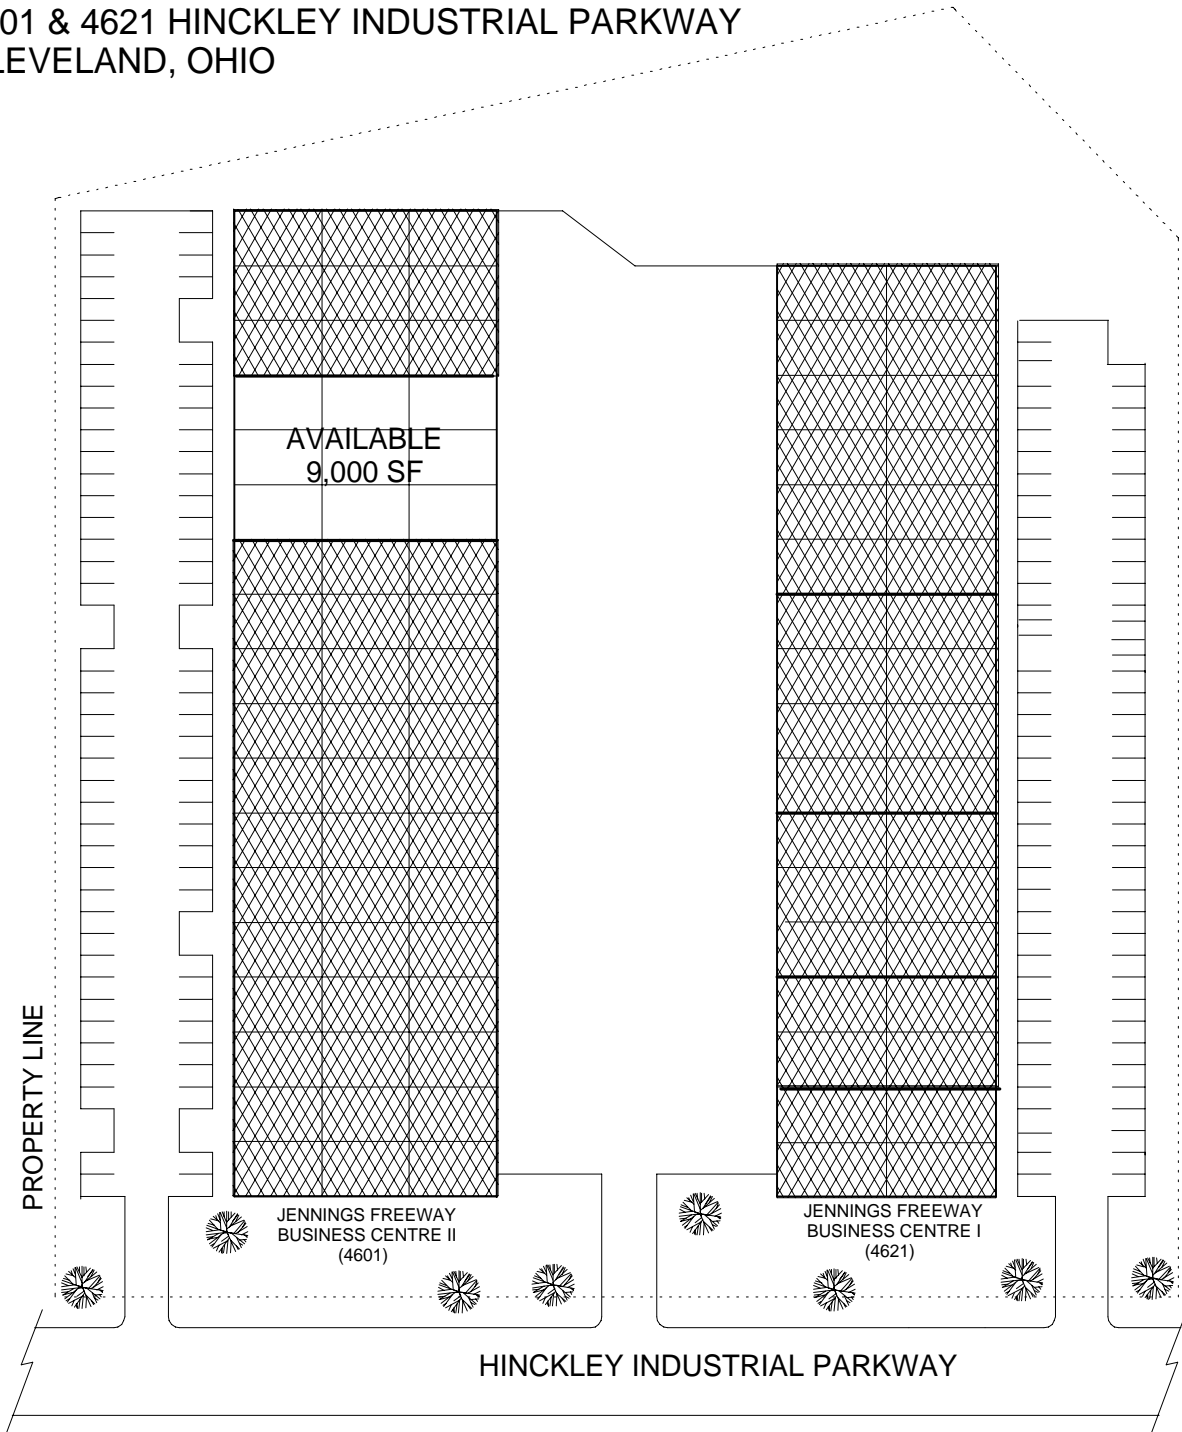 01 & 4621 HINCKLEY INDUSTRIAL PARKWAY
LEVELAND, OHIO
AVAILABLE
9,000 SF
PROPERTY LINE
JENNINGS FREEWAY
BUSINESS CENTRE II
(4601)
JENNINGS FREEWAY
BUSINESS CENTRE I
(4621)
HINCKLEY INDUSTRIAL PARKWAY